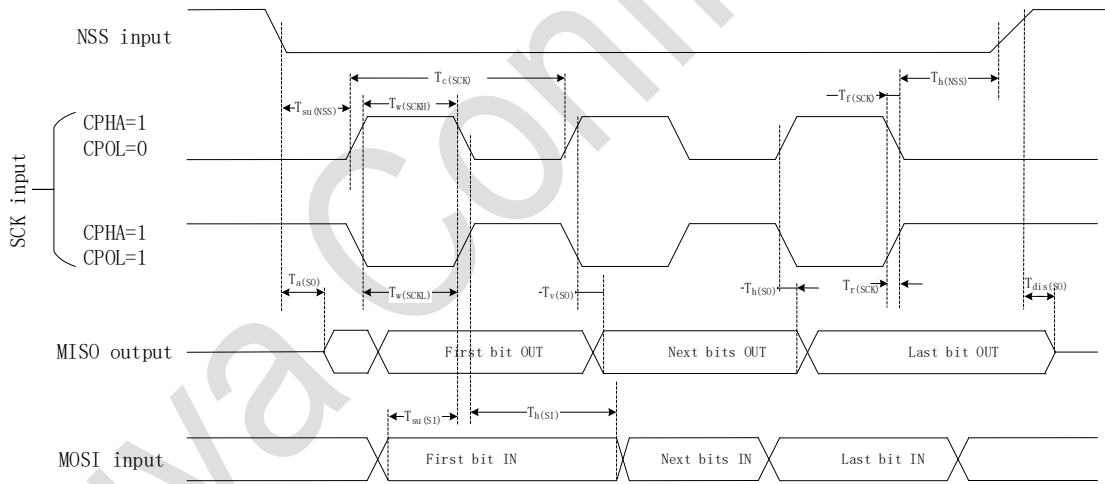 NSS input
Tc(SCK)
Th(NSS)
Tsu(NSS)
Tw(SCKH)
Tf(SCK)
CPHA=1
CPOL=0
SCK input
CPHA=1
CPOL=1
Ta(SO)
Tw(SCKL)
Tv(SO)
Th(SO)
Tr(SCK)
Tdis(SO)
MISO output
First bit OUT
Next bits OUT
Last bit OUT
Tsu(SI)
Th(SI)
MOSI input
First bit IN
Next bits IN
Last bit IN